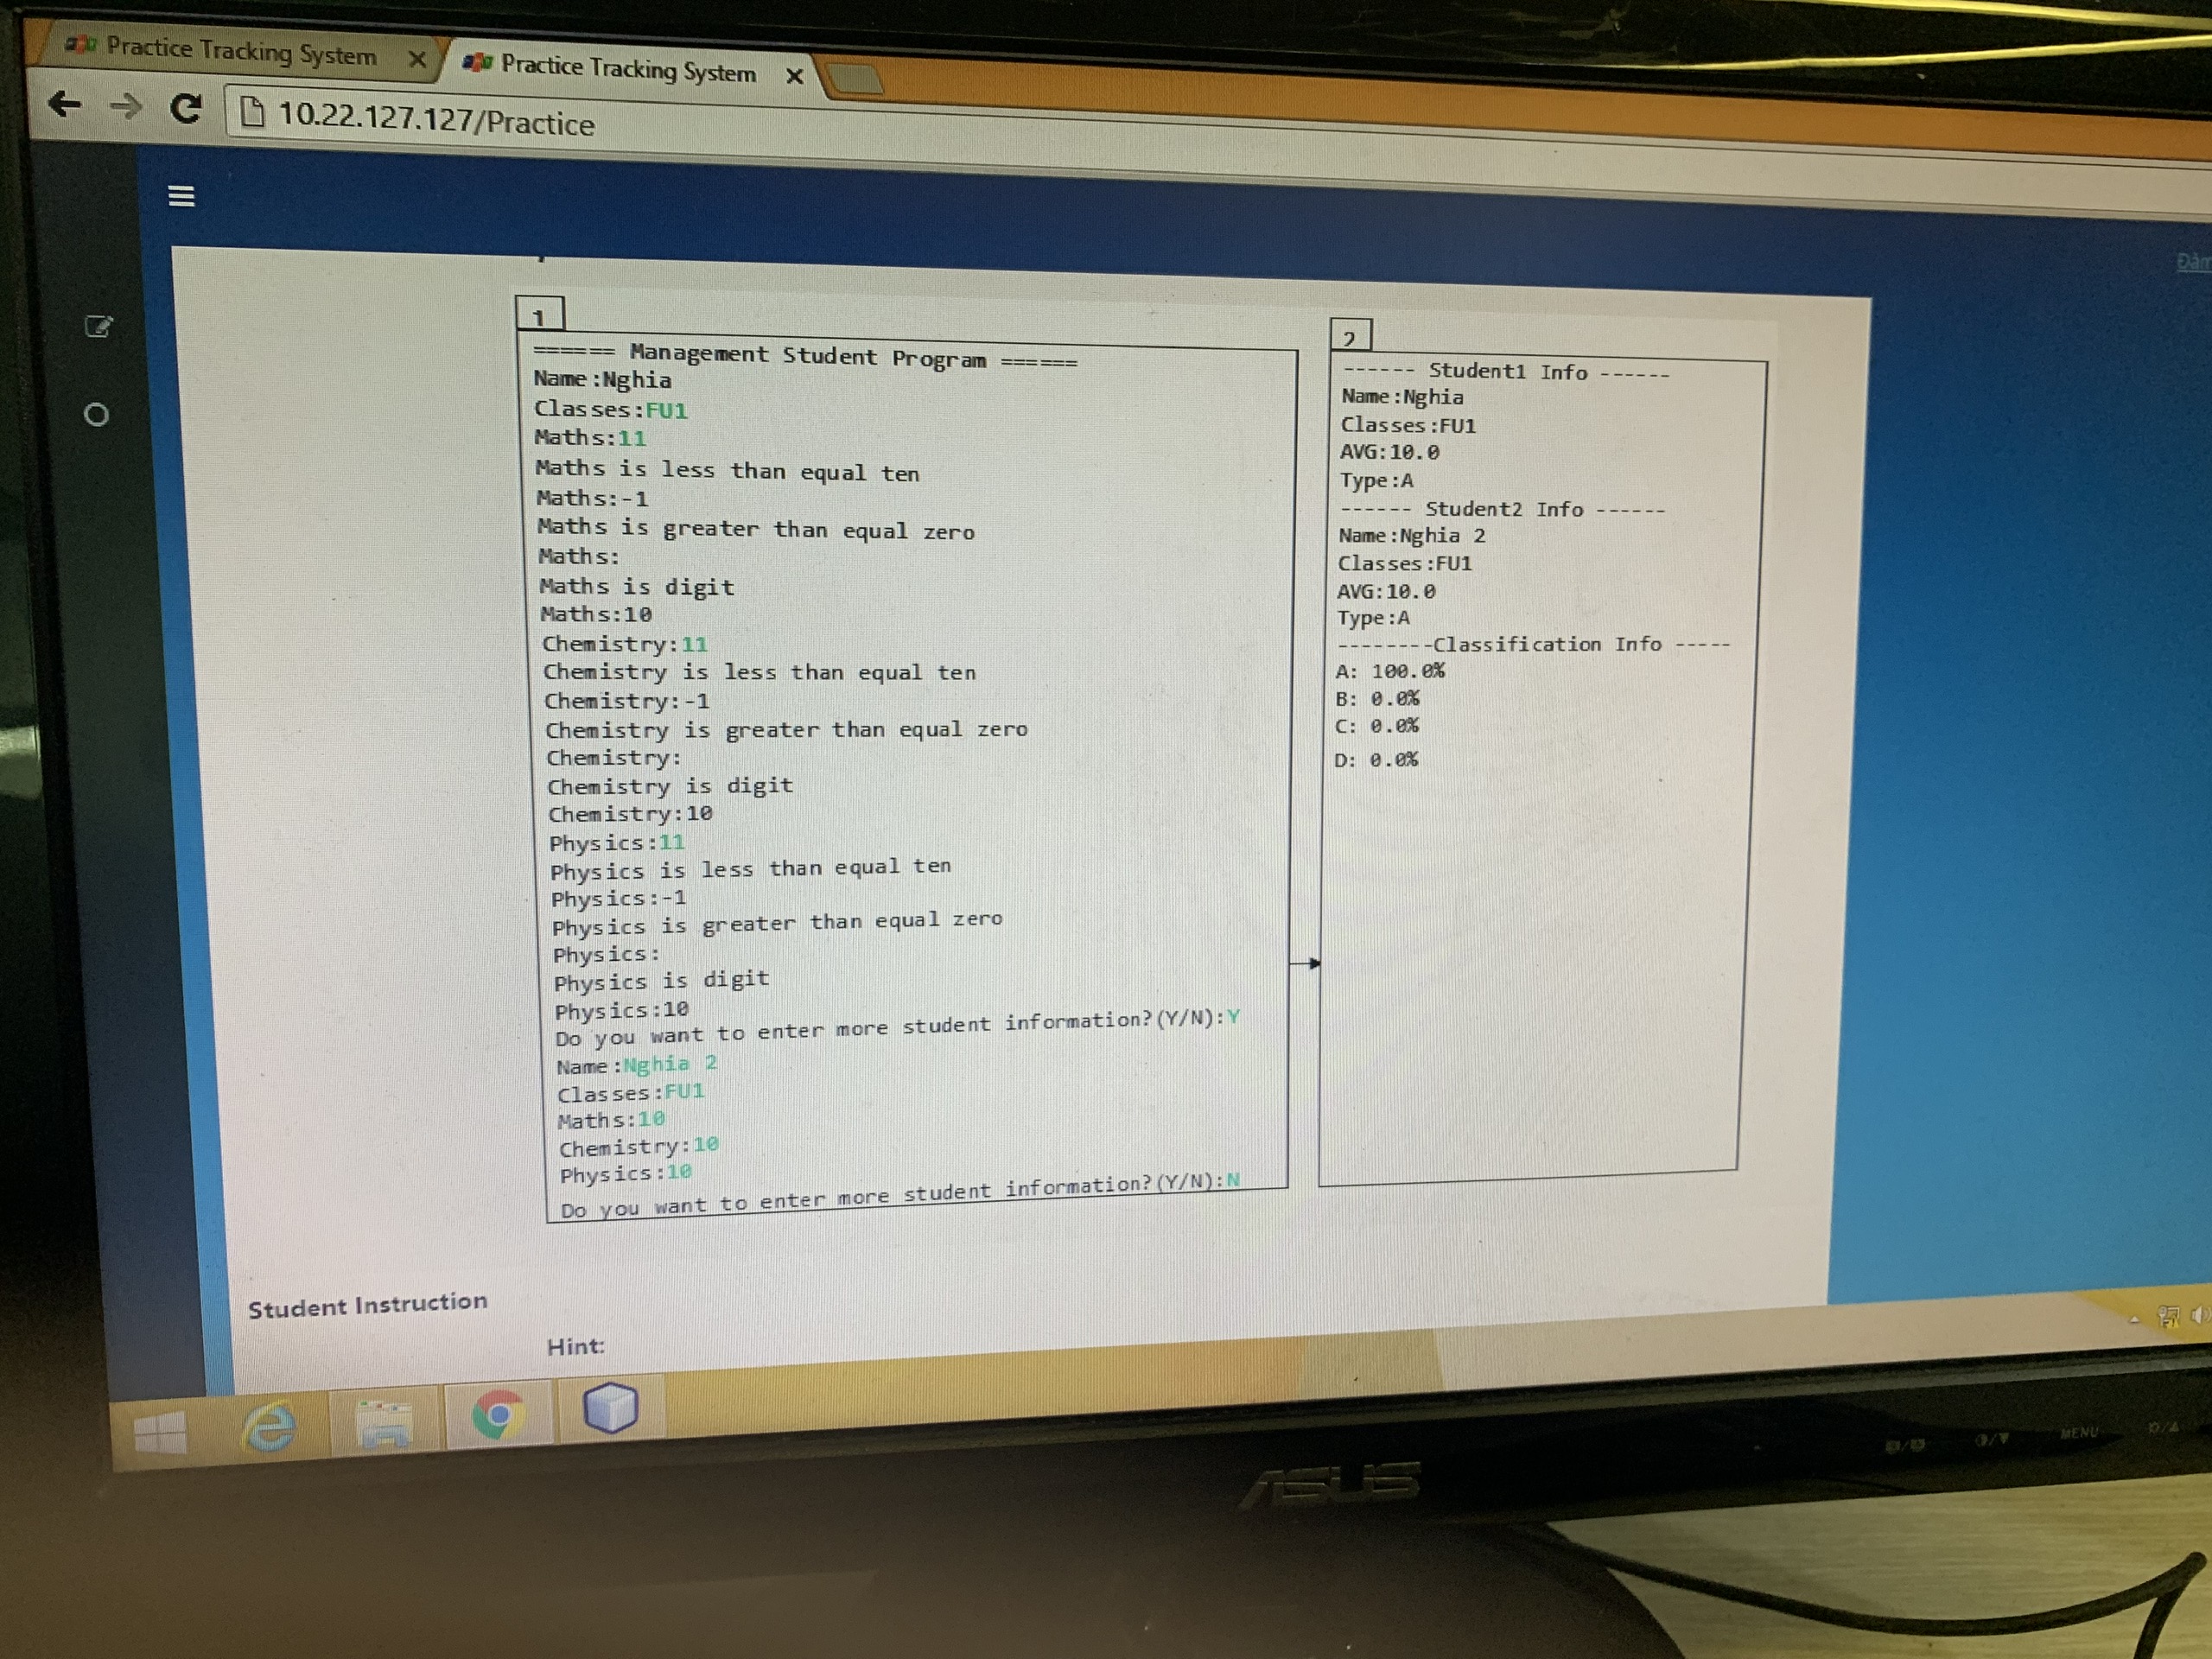 Practice Tracking System
Practice Tracking System
10.22.127.127/Practice
1
====== Management Student Program ======
Name:Nghia
Classes:FU1
Maths:11
Maths is less than equal ten
Maths:-1
Maths is greater than equal zero
Maths:
Maths is digit
Maths:10
Chemistry:11
Chemistry is less than equal ten
Chemistry:-1
Chemistry is greater than equal zero
Chemistry:
Chemistry is digit
Chemistry:10
Physics:11
Physics is less than equal ten
Physics:-1
Physics is greater than equal zero
Physics:
Physics is digit
Physics:10
Do you want to enter more student information?(Y/N):Y
Name:Nghia 2
Classes:FU1
Maths:10
Chemistry:10
Physics:10
Do you want to enter more student information?(Y/N):N
2
------ Student1 Info ------
Name:Nghia
Classes:FU1
AVG:10.0
Type:A
------ Student2 Info ------
Name:Nghia 2
Classes:FU1
AVG:10.0
Type:A
--------Classification Info -----
A: 100.0%
B: 0.0%
C: 0.0%
D: 0.0%
Student Instruction
Hint:
MENU
ASUS